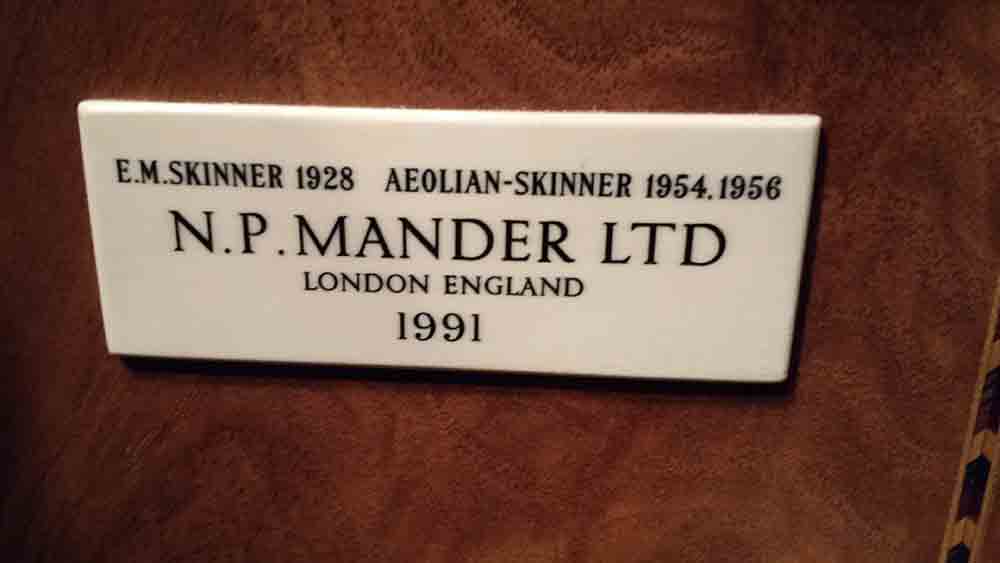 E.M.SKINNER 1928 AEOLIAN-SKINNER 1954.1956
N.P.MANDER LTD
LONDON ENGLAND
1991